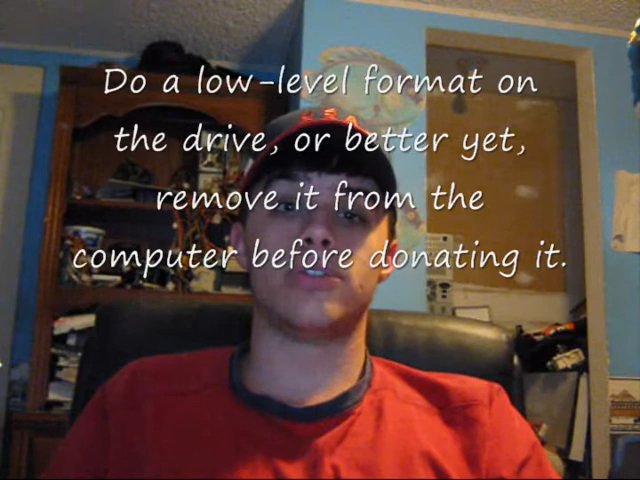 Do a low-level format on
the drive, or better yet,
remove it from the
computer before donating it.